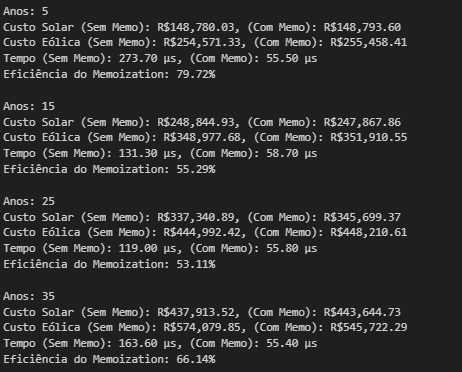 Anos: 5
Custo Solar (Sem Memo): R$148,780.03, (Com Memo): R$148,793.60
Custo Eólica (Sem Memo): R$254,571.33, (Com Memo): R$255,458.41
Tempo (Sem Memo): 273.70 µs, (Com Memo): 55.50 µs
Eficiência do Memoization: 79.72%
Anos: 15
Custo Solar (Sem Memo): R$248,844.93, (Com Memo): R$247,867.86
Custo Eólica (Sem Memo): R$348,977.68, (Com Memo): R$351,910.55
Tempo (Sem Memo): 131.30 µs, (Com Memo): 58.70 µs
Eficiência do Memoization: 55.29%
Anos: 25
Custo Solar (Sem Memo): R$337,340.89, (Com Memo): R$345,699.37
Custo Eólica (Sem Memo): R$444,992.42, (Com Memo): R$448,210.61
Tempo (Sem Memo): 119.00 µs, (Com Memo): 55.80 µs
Eficiência do Memoization: 53.11%
Anos: 35
Custo Solar (Sem Memo): R$437,913.52, (Com Memo): R$443,644.73
Custo Eólica (Sem Memo): R$574,079.85, (Com Memo): R$545,722.29
Tempo (Sem Memo): 163.60 µs, (Com Memo): 55.40 µs
Eficiência do Memoization: 66.14%